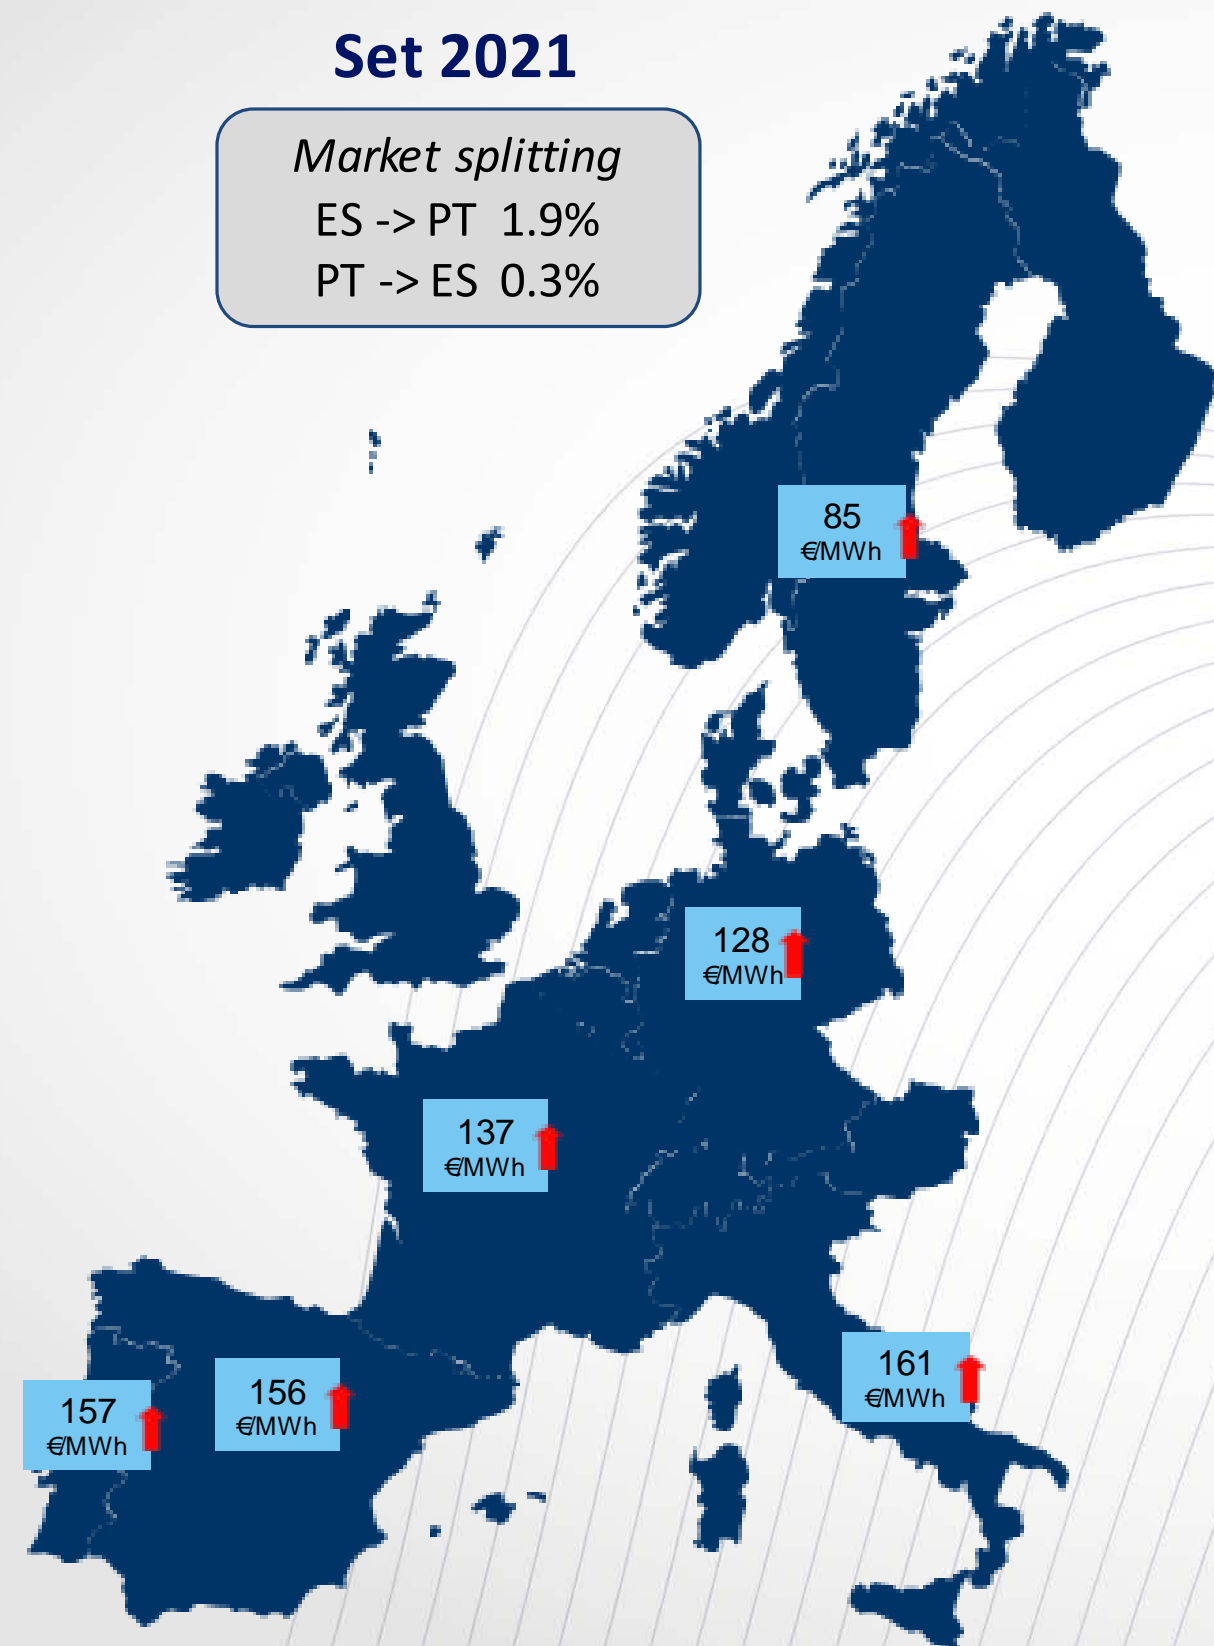 Set 2021
Market splitting
ES -> PT 1.9%
PT -> ES 0.3%
85
€/MWh
128
€/MWh
137
€/MWh
161
€/MWh
156
€/MWh
157
€/MWh